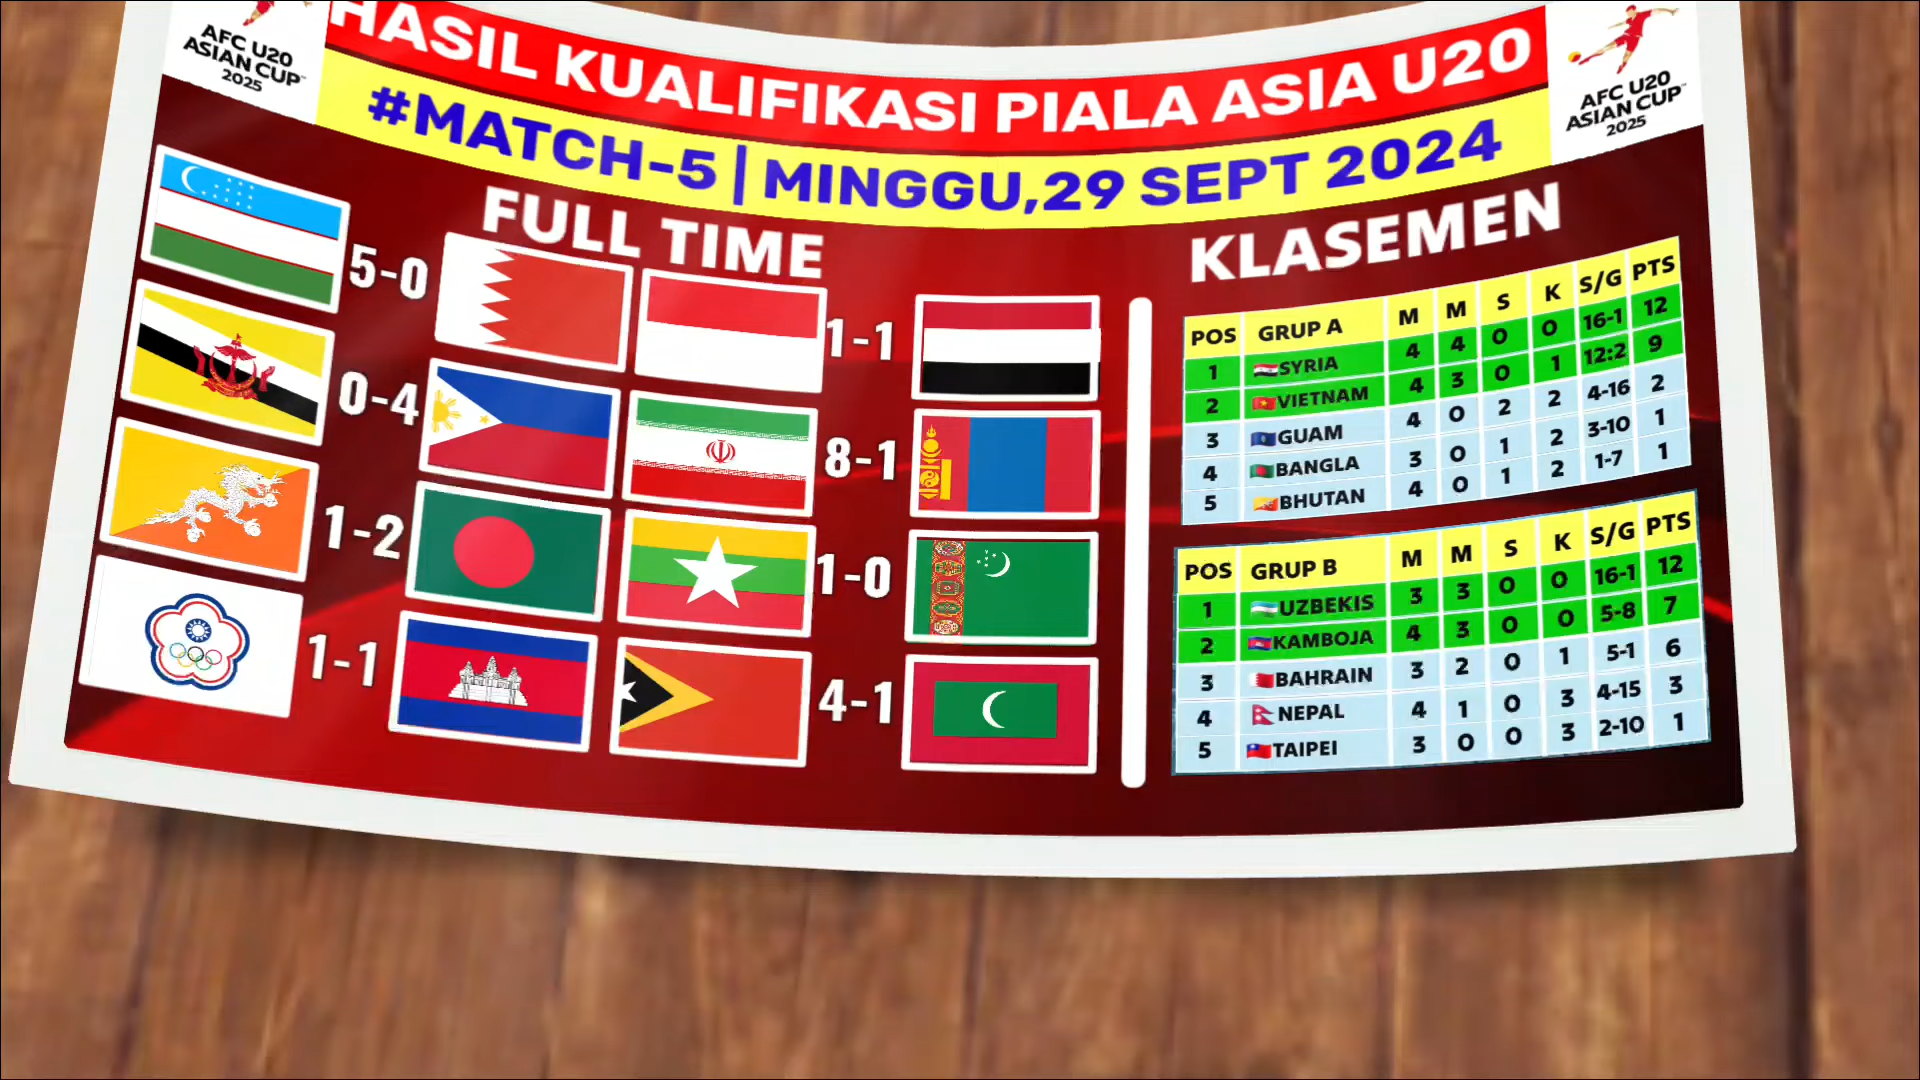 AFC U20
ASIAN CUP™
2025
HASIL KUALIFIKASI PIALA ASIA U20
AFC U20
ASIAN CUP™
2025
#MATCH-5 | MINGGU,29 SEPT 2024
FULL TIME
5-0
1-1
0-4
8-1
1-2
1-0
1-1
4-1
KLASEMEN
POS GRUP A M M S K S/G PTS
1 SYRIA 4 4 0 0 16-1 12
2 VIETNAM 4 3 0 1 12:2 9
3 GUAM 4 0 2 2 4-16 2
4 BANGLA 3 0 1 2 3-10 1
5 BHUTAN 4 0 1 2 1-7 1
POS GRUP B M M S K S/G PTS
1 UZBEKIS 3 3 0 0 16-1 12
2 KAMBOJA 4 3 0 0 5-8 7
3 BAHRAIN 3 2 0 1 5-1 6
4 NEPAL 4 1 0 3 4-15 3
5 TAIPEI 3 0 0 3 2-10 1